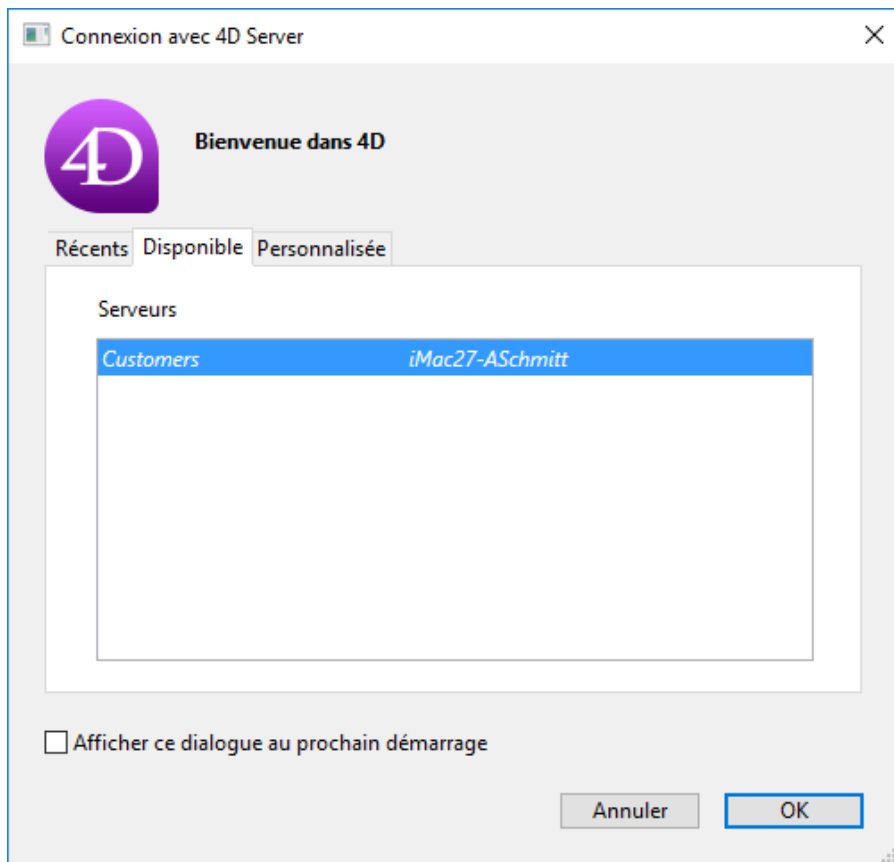 Connexion avec 4D Server
4D
Bienvenue dans 4D
Récents Disponible Personnalisée
Serveurs
Customers iMac27-ASchmitt
Afficher ce dialogue au prochain démarrage
Annuler OK